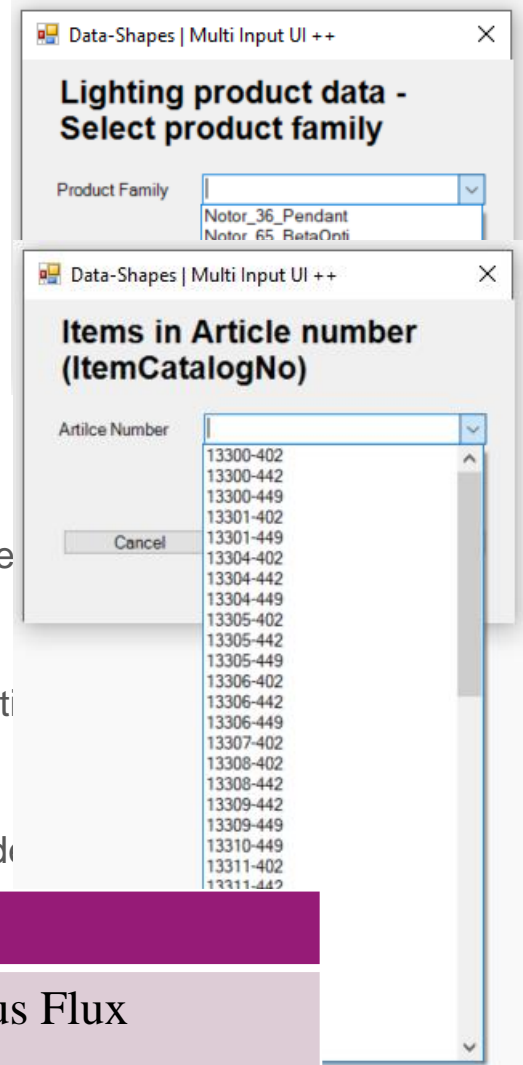 Data-Shapes | Multi Input UI ++
Lighting product data -
Select product family
Product Family
Notor_36_Pendant
Notor_65_BetaOpti
Data-Shapes | Multi Input UI ++
Items in Article number
(ItemCatalogNo)
Artilce Number
13300-402
13300-442
13300-449
13301-402
13301-449
13304-402
13304-442
13304-449
13305-402
13305-442
13305-449
13306-402
13306-442
13306-449
13307-402
13308-402
13308-442
13309-442
13309-449
13310-449
13311-402
13311-442
Cancel
Flux